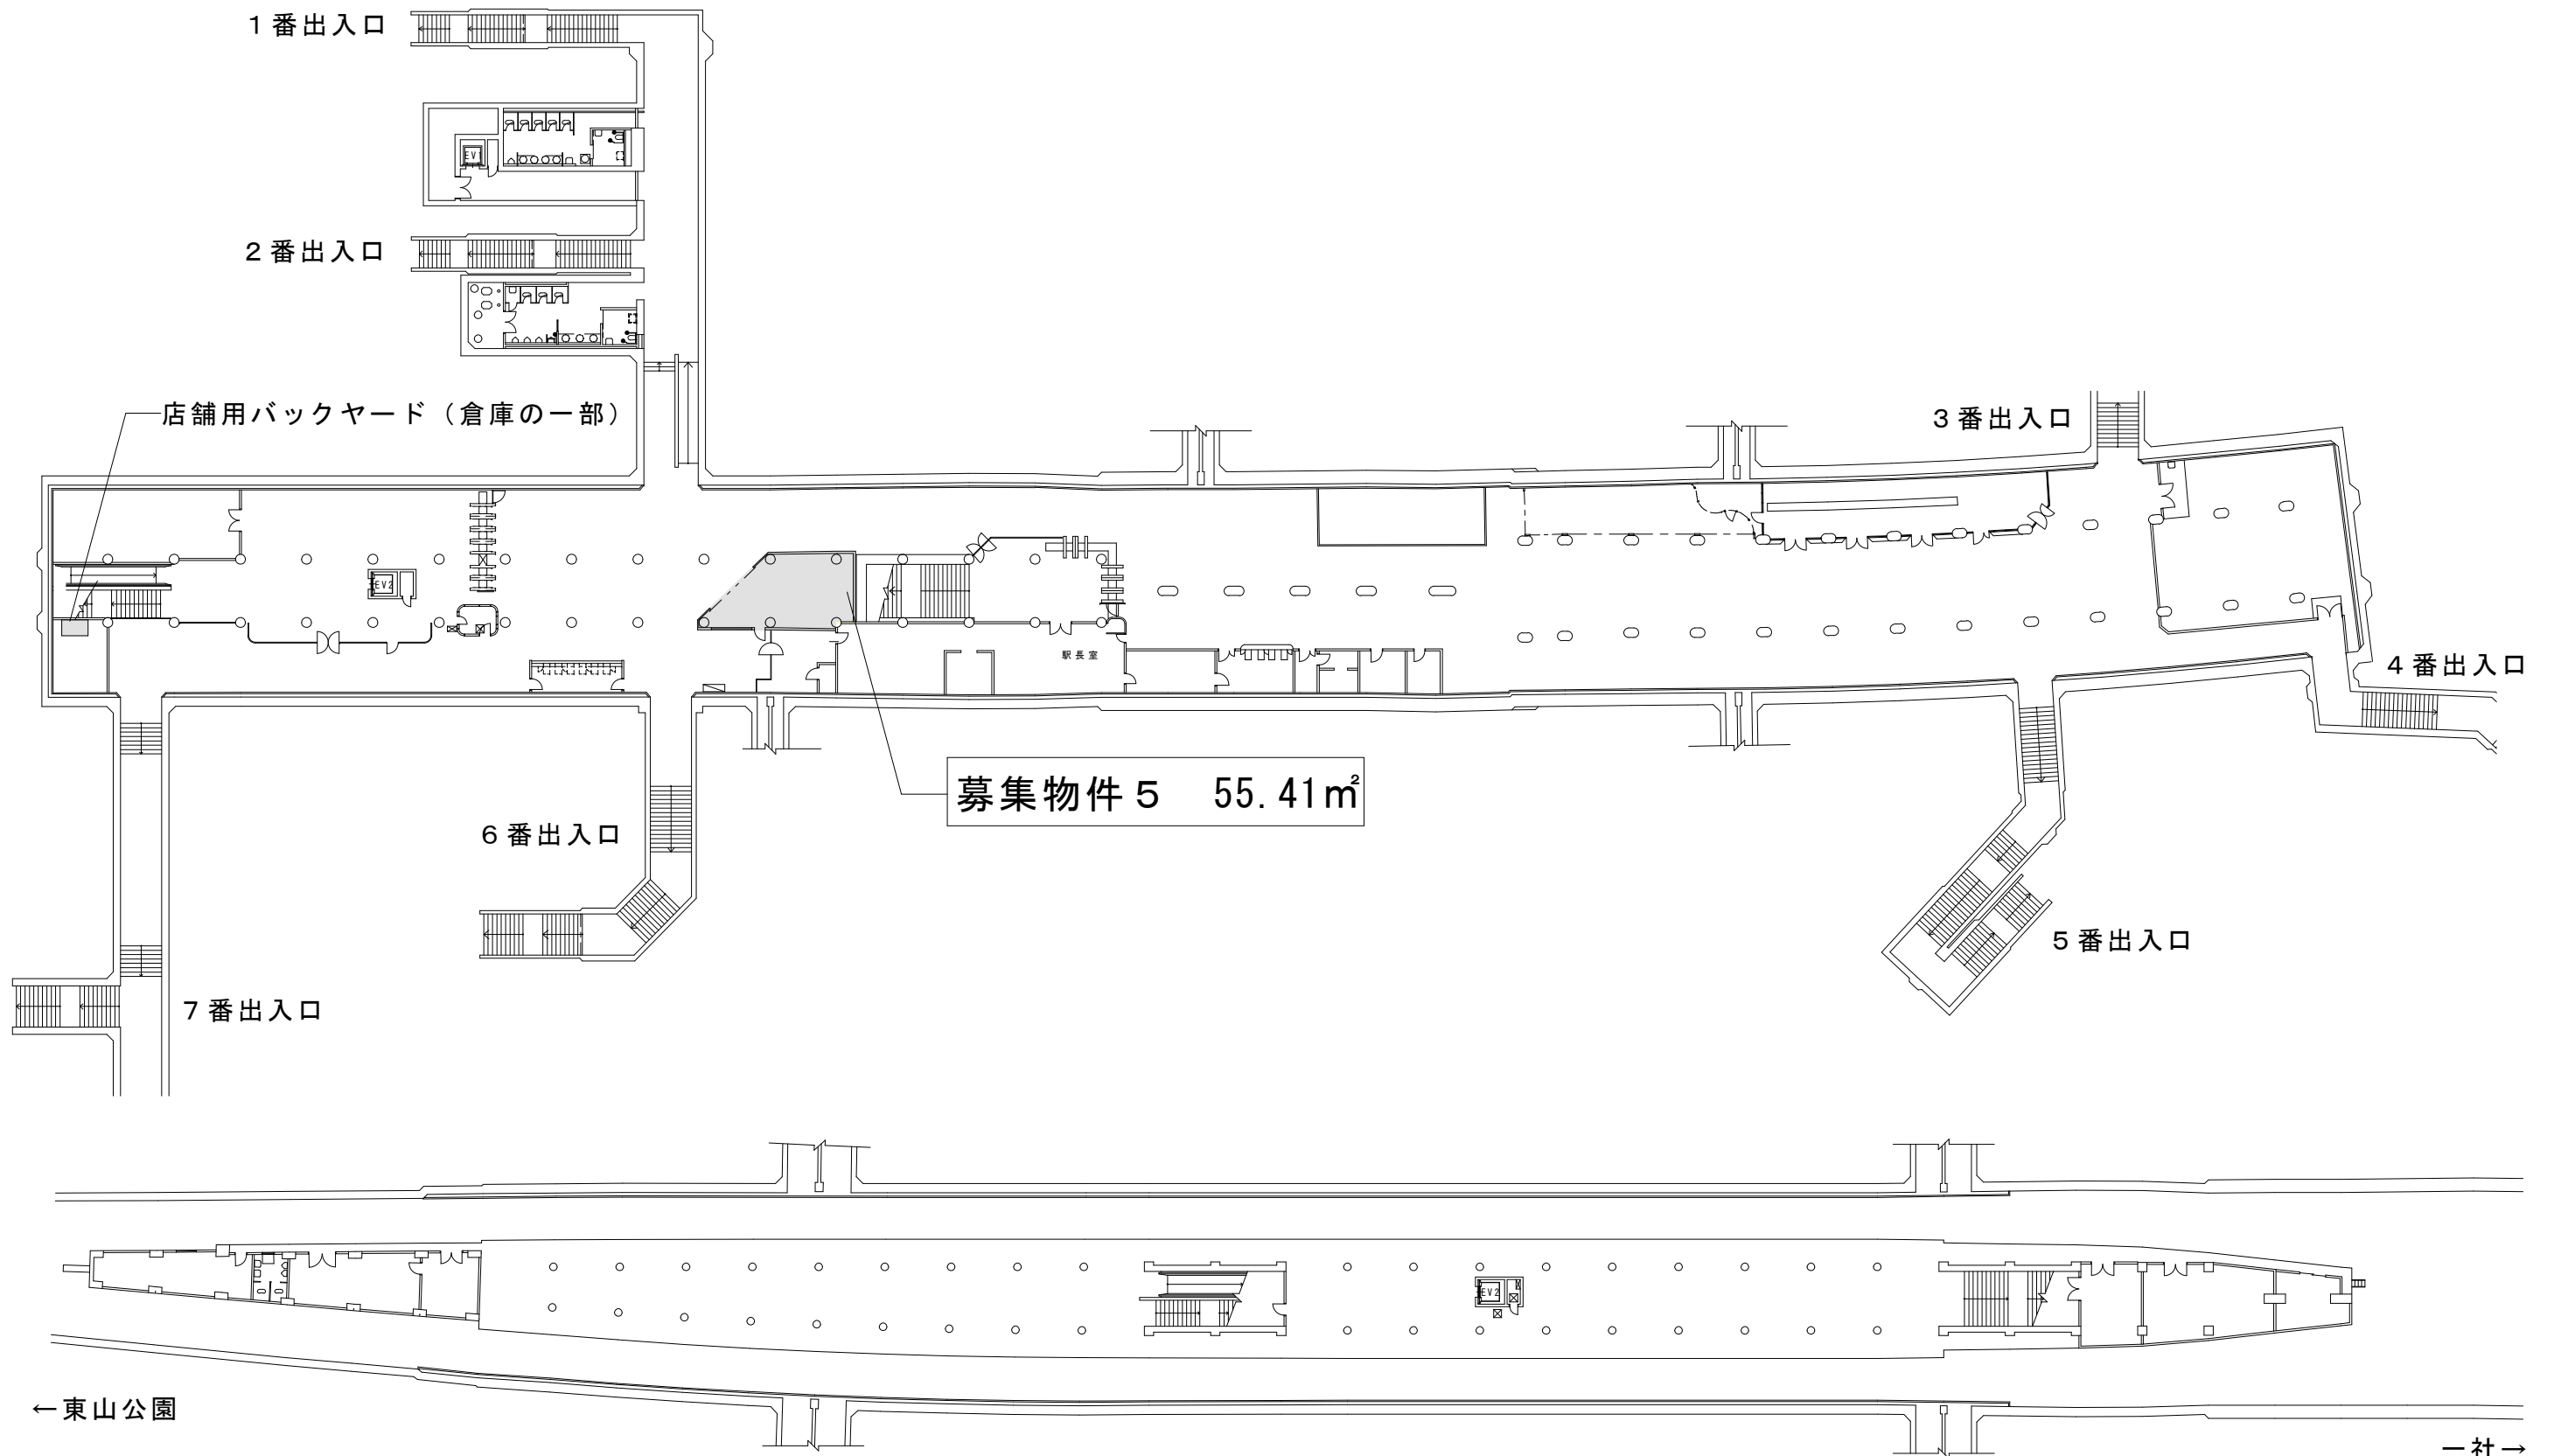 １番出入口
EV1
２番出入口
店舗用バックヤード（倉庫の一部）
３番出入口
EV2
駅長室
４番出入口
募集物件５　55.41㎡
６番出入口
５番出入口
７番出入口
EV2
←東山公園
一社→